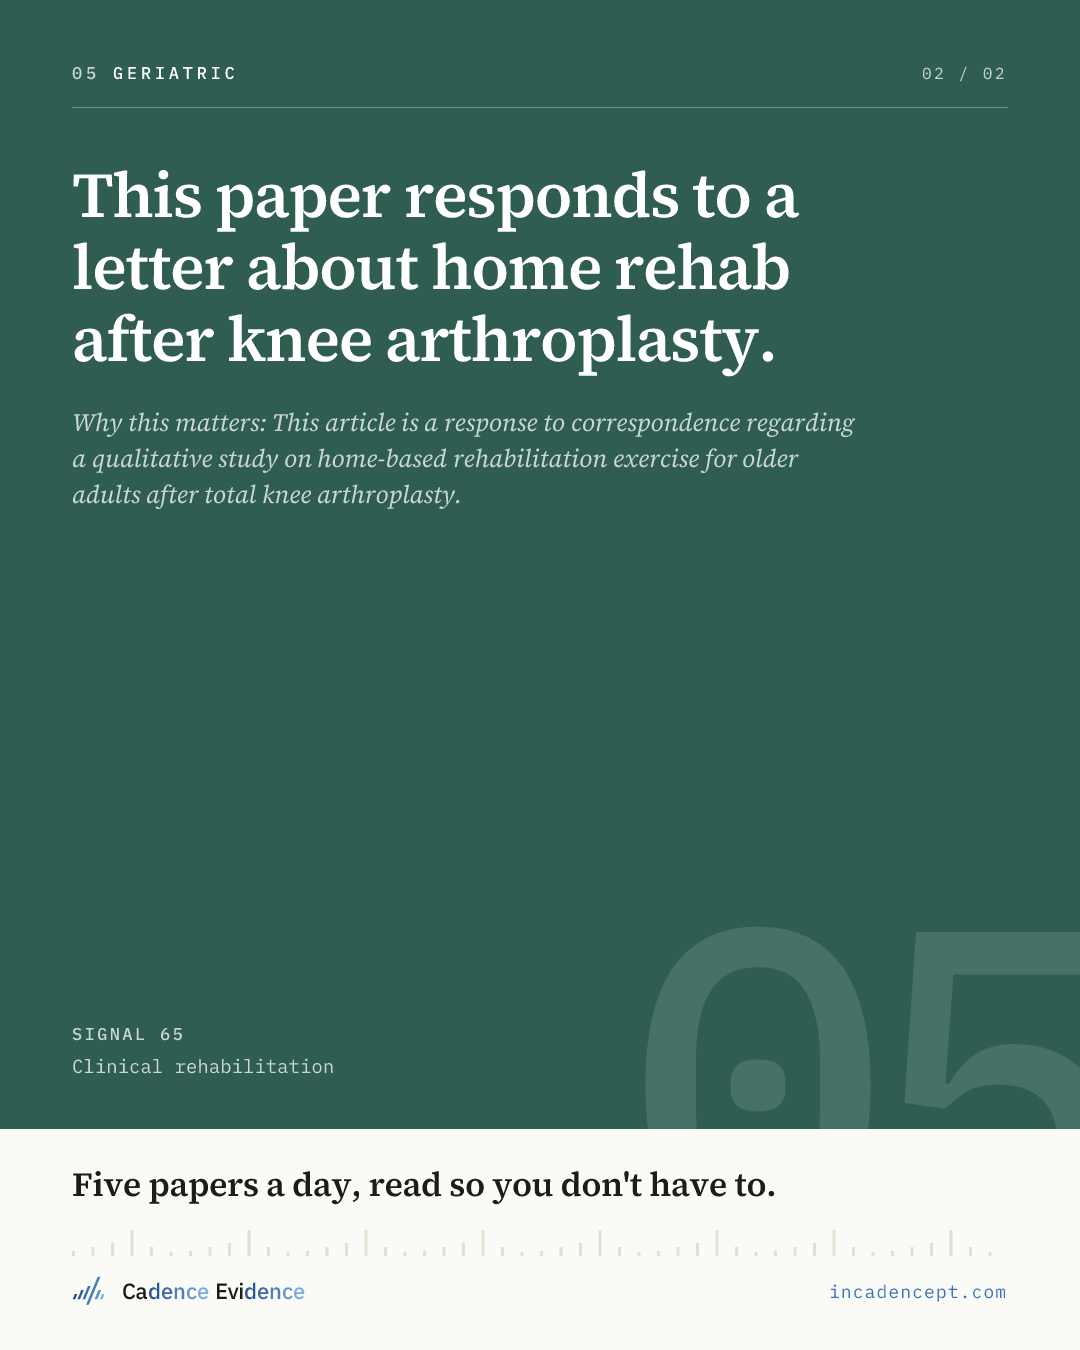 05 GERIATRIC
02 / 02
This paper responds to a
letter about home rehab
after knee arthroplasty.
Why this matters: This article is a response to correspondence regarding
a qualitative study on home-based rehabilitation exercise for older
adults after total knee arthroplasty.
05
SIGNAL 65
Clinical rehabilitation
Five papers a day, read so you don't have to.
Cadence Evidence
incadencept.com